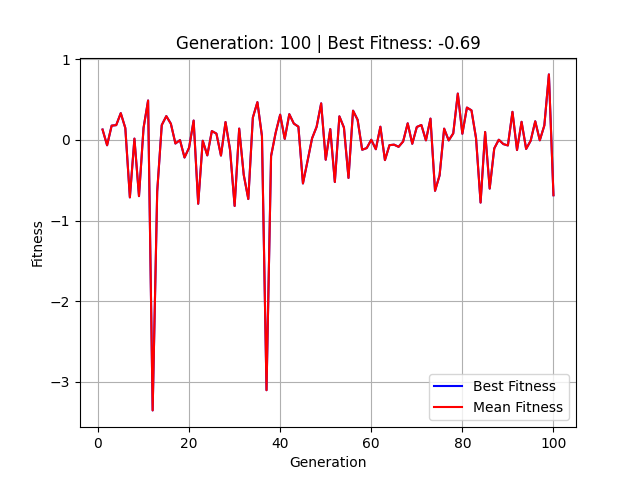 Generation: 100 | Best Fitness: -0.69
1
0
−1
−2
−3
Fitness
0
20
40
60
80
100
Generation
Best Fitness
Mean Fitness